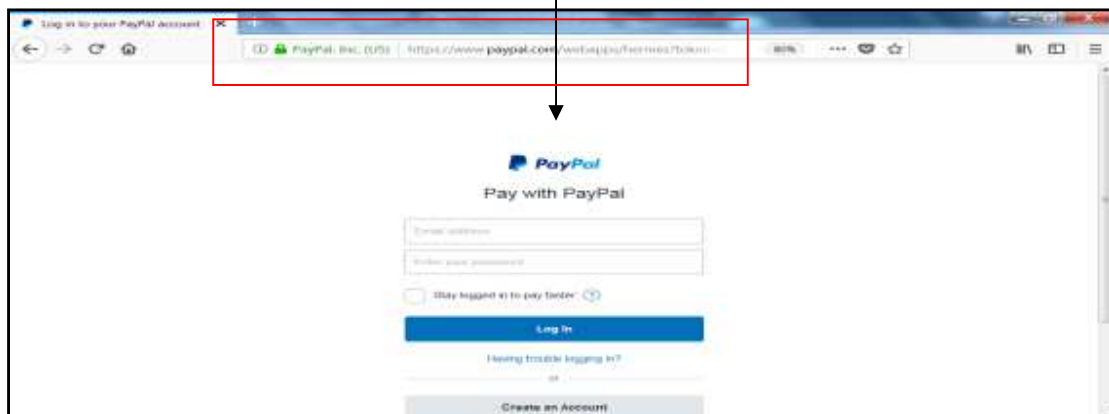 Log in to your PayPal account
PayPal, Inc. (US) https://www.paypal.com/webapps/hermes?token 80%
PayPal
Pay with PayPal
Email address
Enter your password
Stay logged in to pay faster
Log In
Having trouble logging in?
or
Create an Account